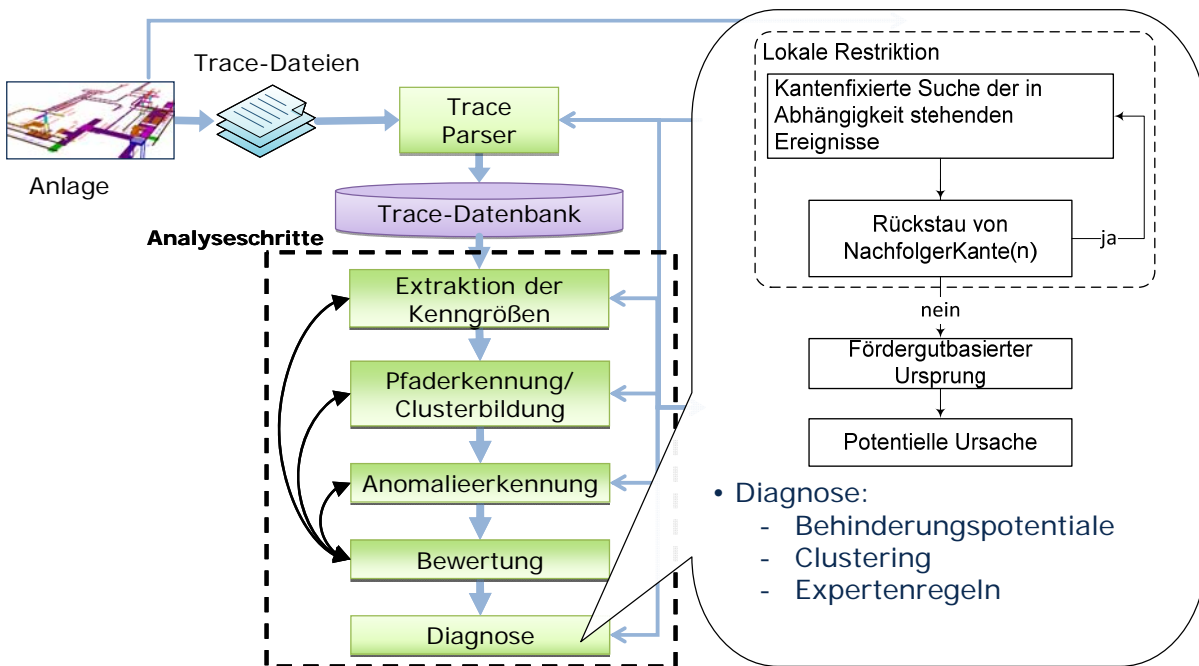 Trace-Dateien
Anlage
Trace
Parser
Trace-Datenbank
Analyseschritte
Extraktion der
Kenngrößen
Pfaderkennung/
Clusterbildung
Anomalieerkennung
Bewertung
Diagnose
Lokale Restriktion
Kantenfixierte Suche der in
Abhängigkeit stehenden
Ereignisse
Rückstau von
NachfolgerKante(n)
ja
nein
Fördergutbasierter
Ursprung
Potentielle Ursache
• Diagnose:
- Behinderungspotentiale
- Clustering
- Expertenregeln